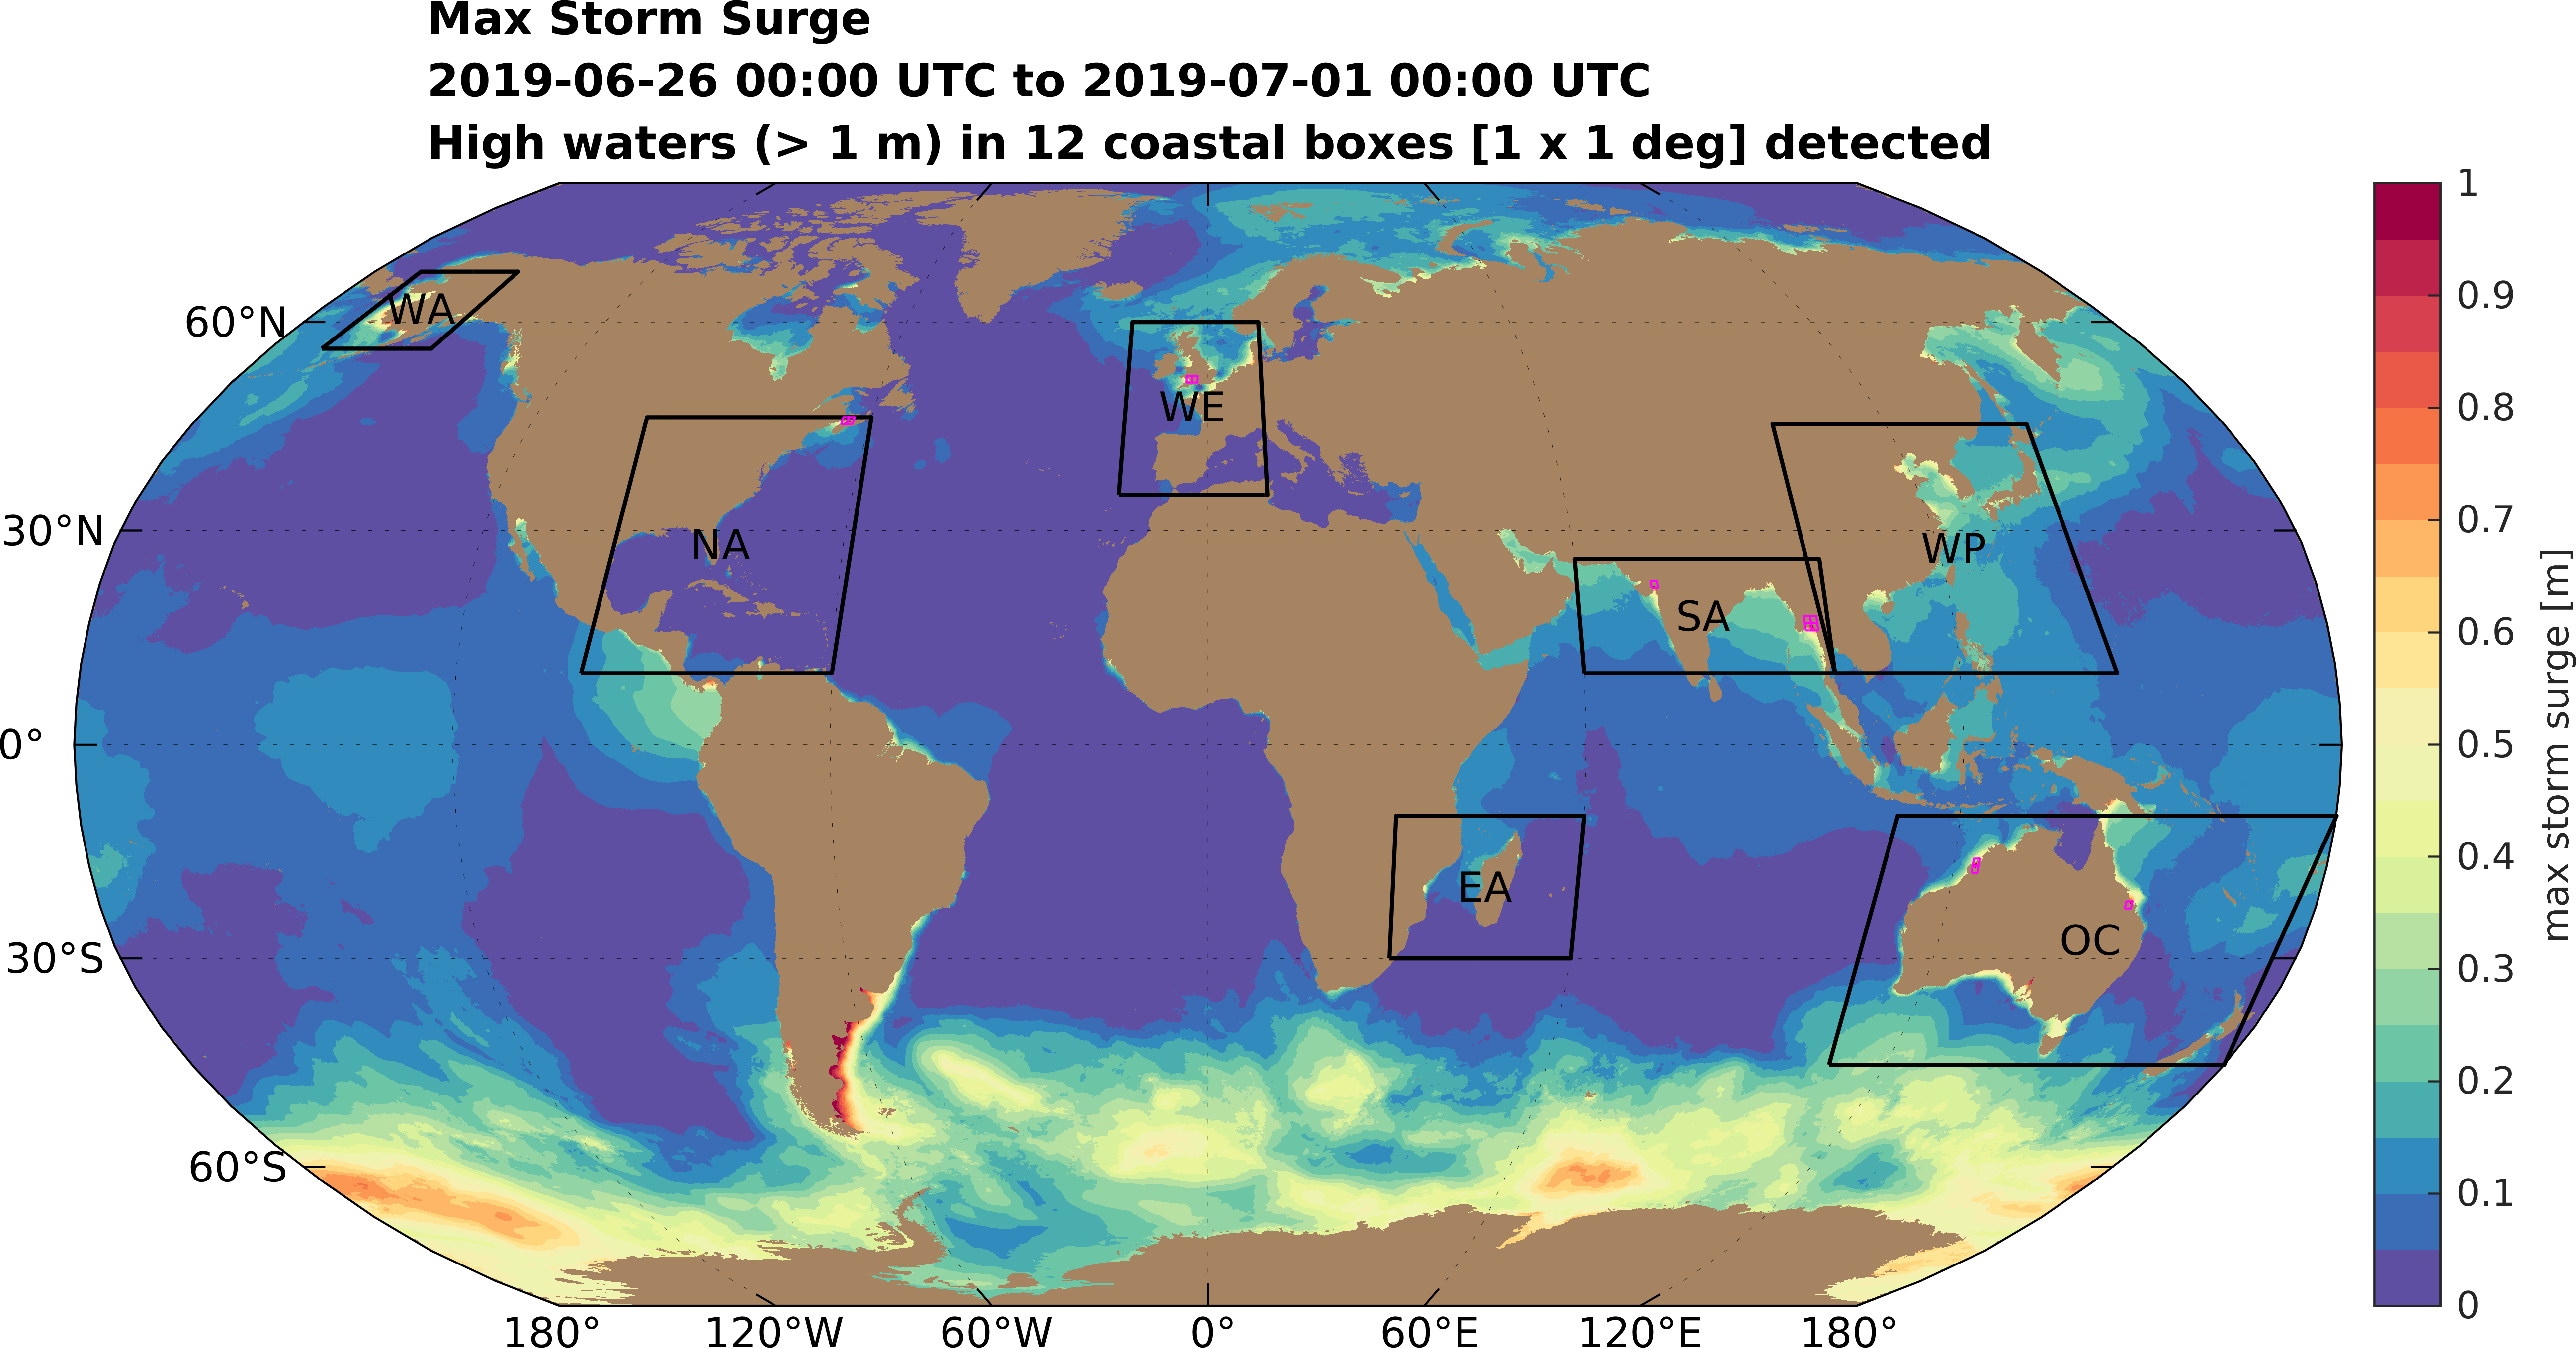 Max Storm Surge
2019-06-26 00:00 UTC to 2019-07-01 00:00 UTC
High waters (> 1 m) in 12 coastal boxes [1 x 1 deg] detected
60°N
30°N
0°
30°S
60°S
WA
NA
WE
SA
WP
EA
OC
180°
120°W
60°W
0°
60°E
120°E
180°
1
0.9
0.8
0.7
0.6
0.5
0.4
0.3
0.2
0.1
0
max storm surge [m]